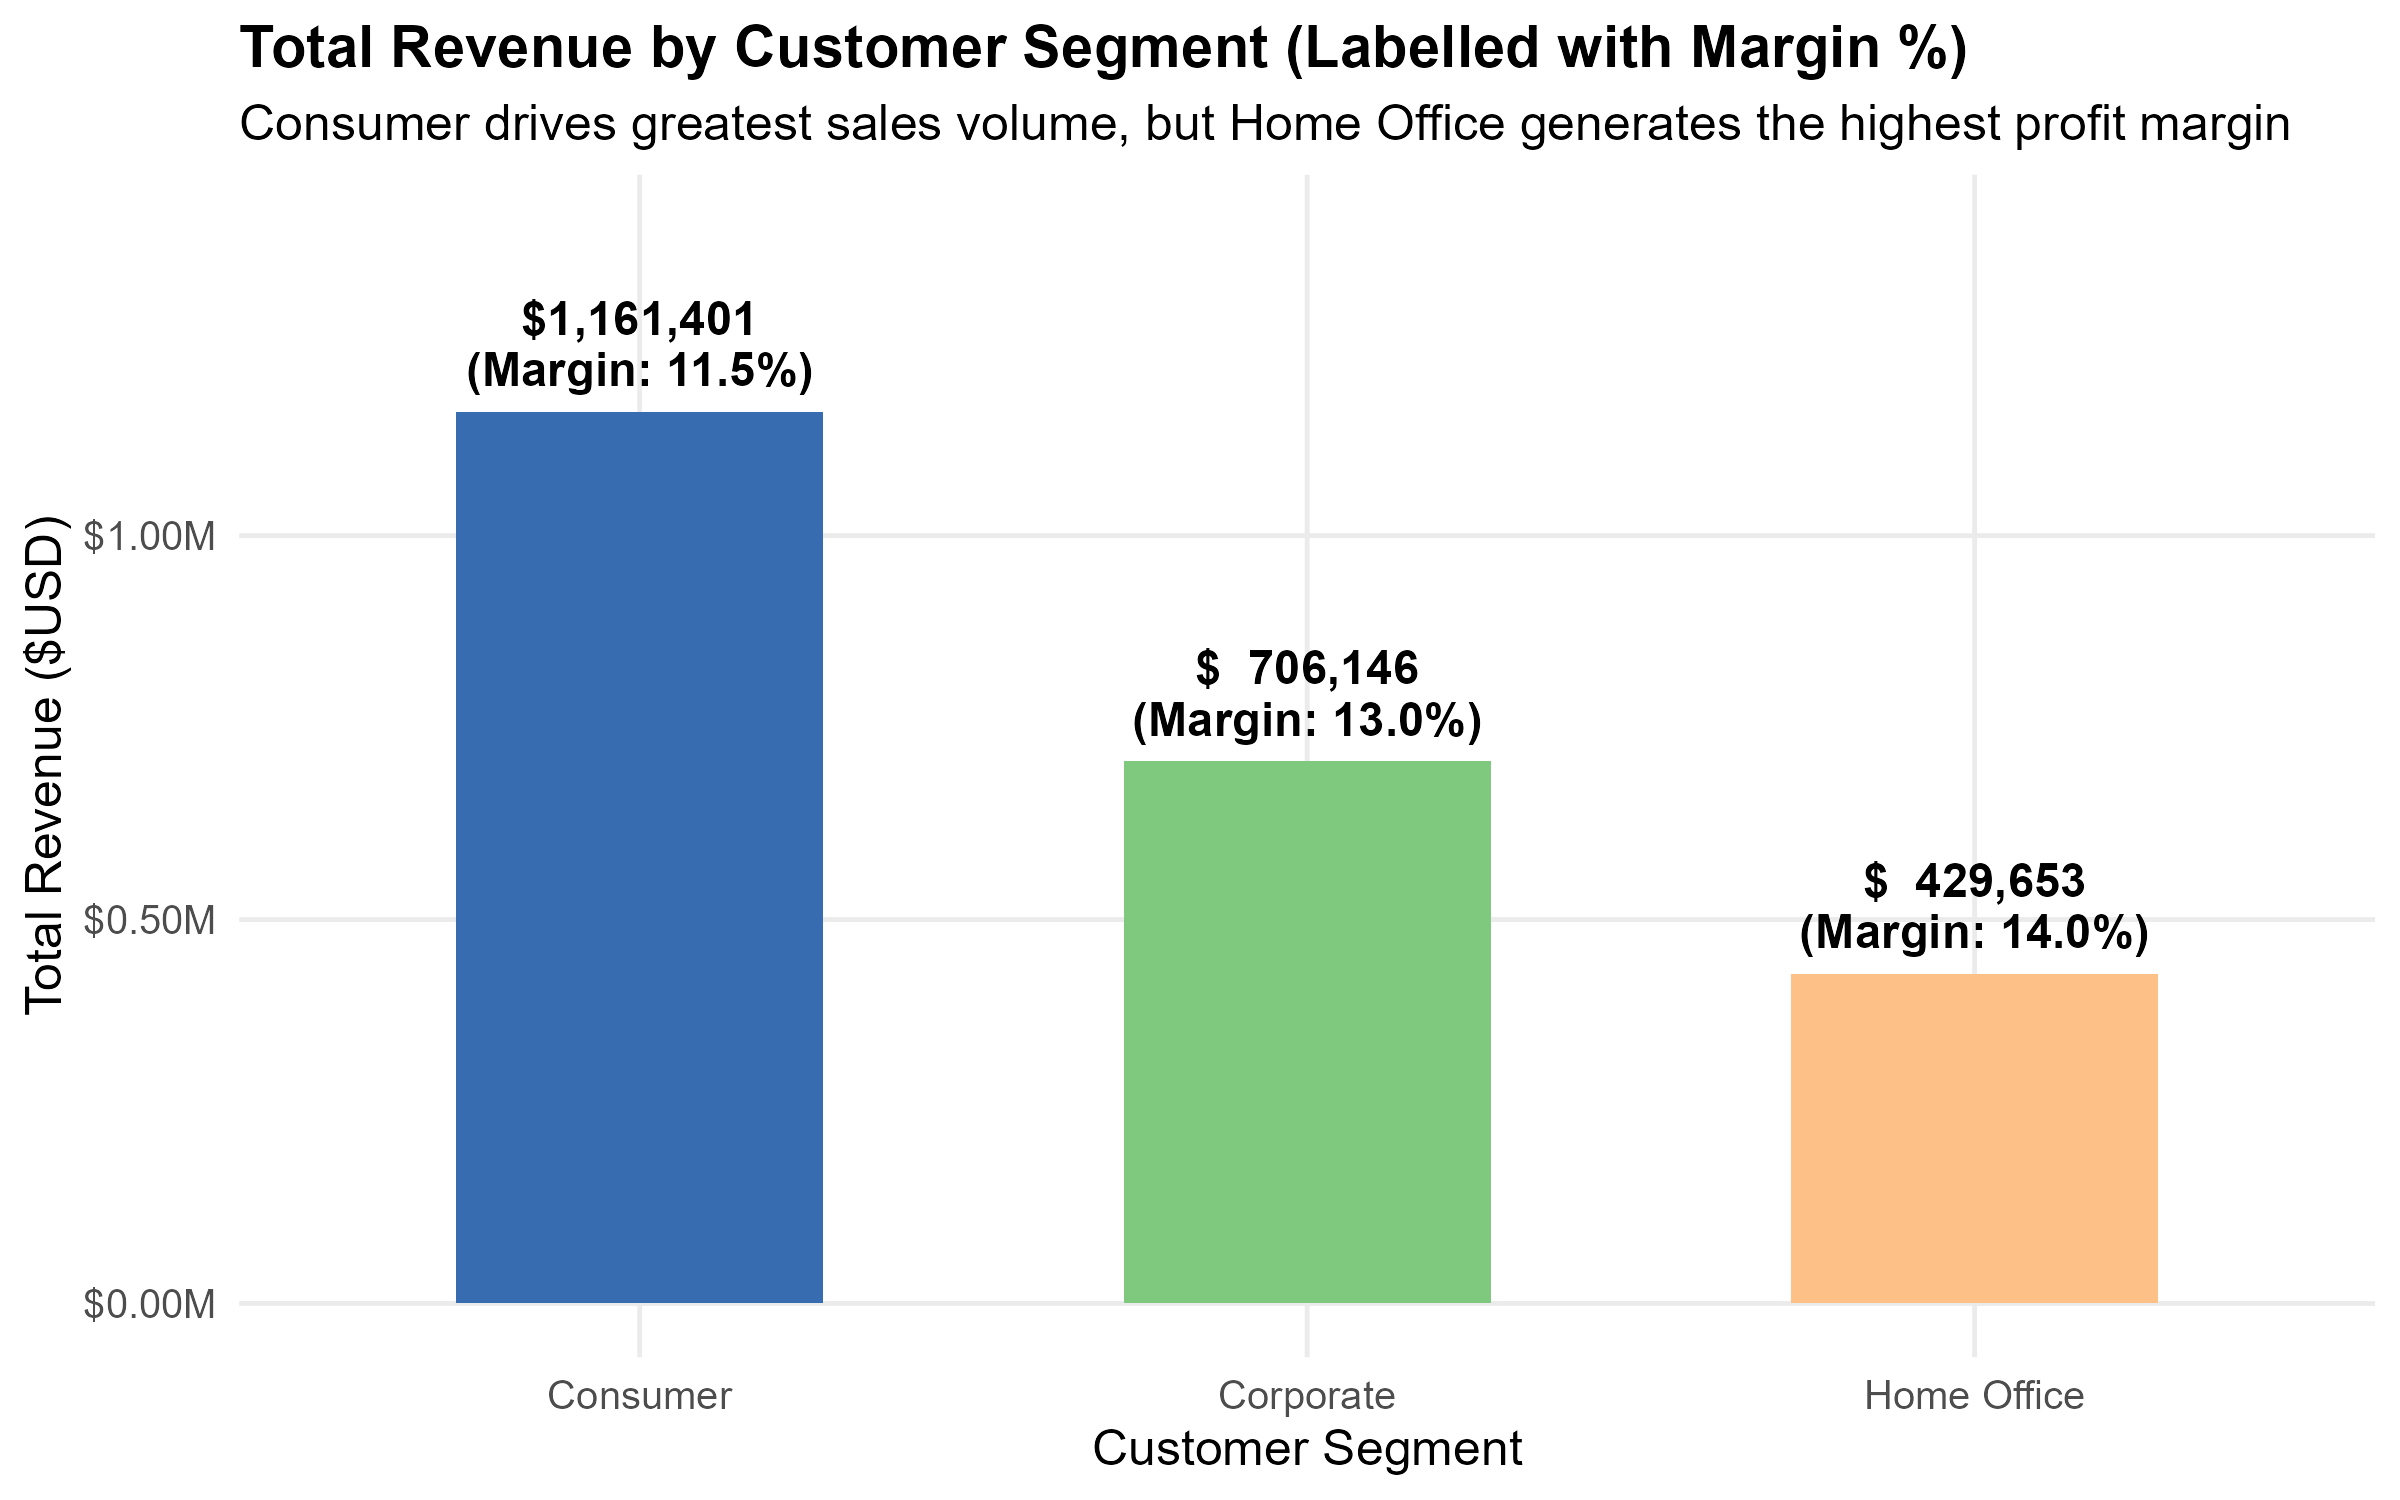 Total Revenue by Customer Segment (Labelled with Margin %)
Consumer drives greatest sales volume, but Home Office generates the highest profit margin
Total Revenue ($USD)
$1.00M
$0.50M
$0.00M
$1,161,401
(Margin: 11.5%)
$  706,146
(Margin: 13.0%)
$  429,653
(Margin: 14.0%)
Consumer
Corporate
Home Office
Customer Segment